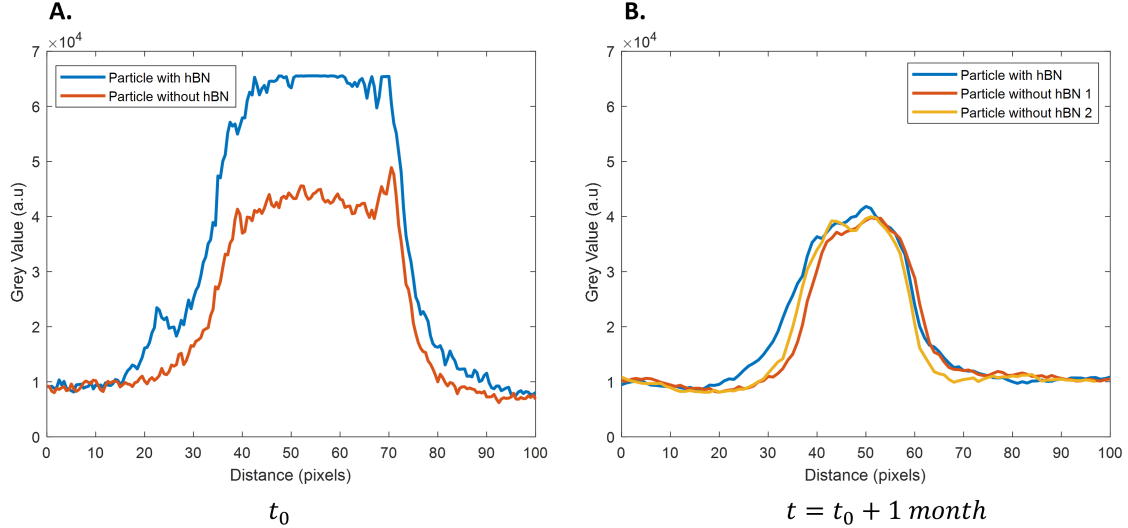 A.
×10⁴
7
6
5
4
3
2
1
0
Grey Value (a.u)
Particle with hBN
Particle without hBN
0 10 20 30 40 50 60 70 80 90 100
Distance (pixels)
t₀
B.
×10⁴
7
6
5
4
3
2
1
0
Grey Value (a.u)
Particle with hBN
Particle without hBN 1
Particle without hBN 2
0 10 20 30 40 50 60 70 80 90 100
Distance (pixels)
t = t₀ + 1 month